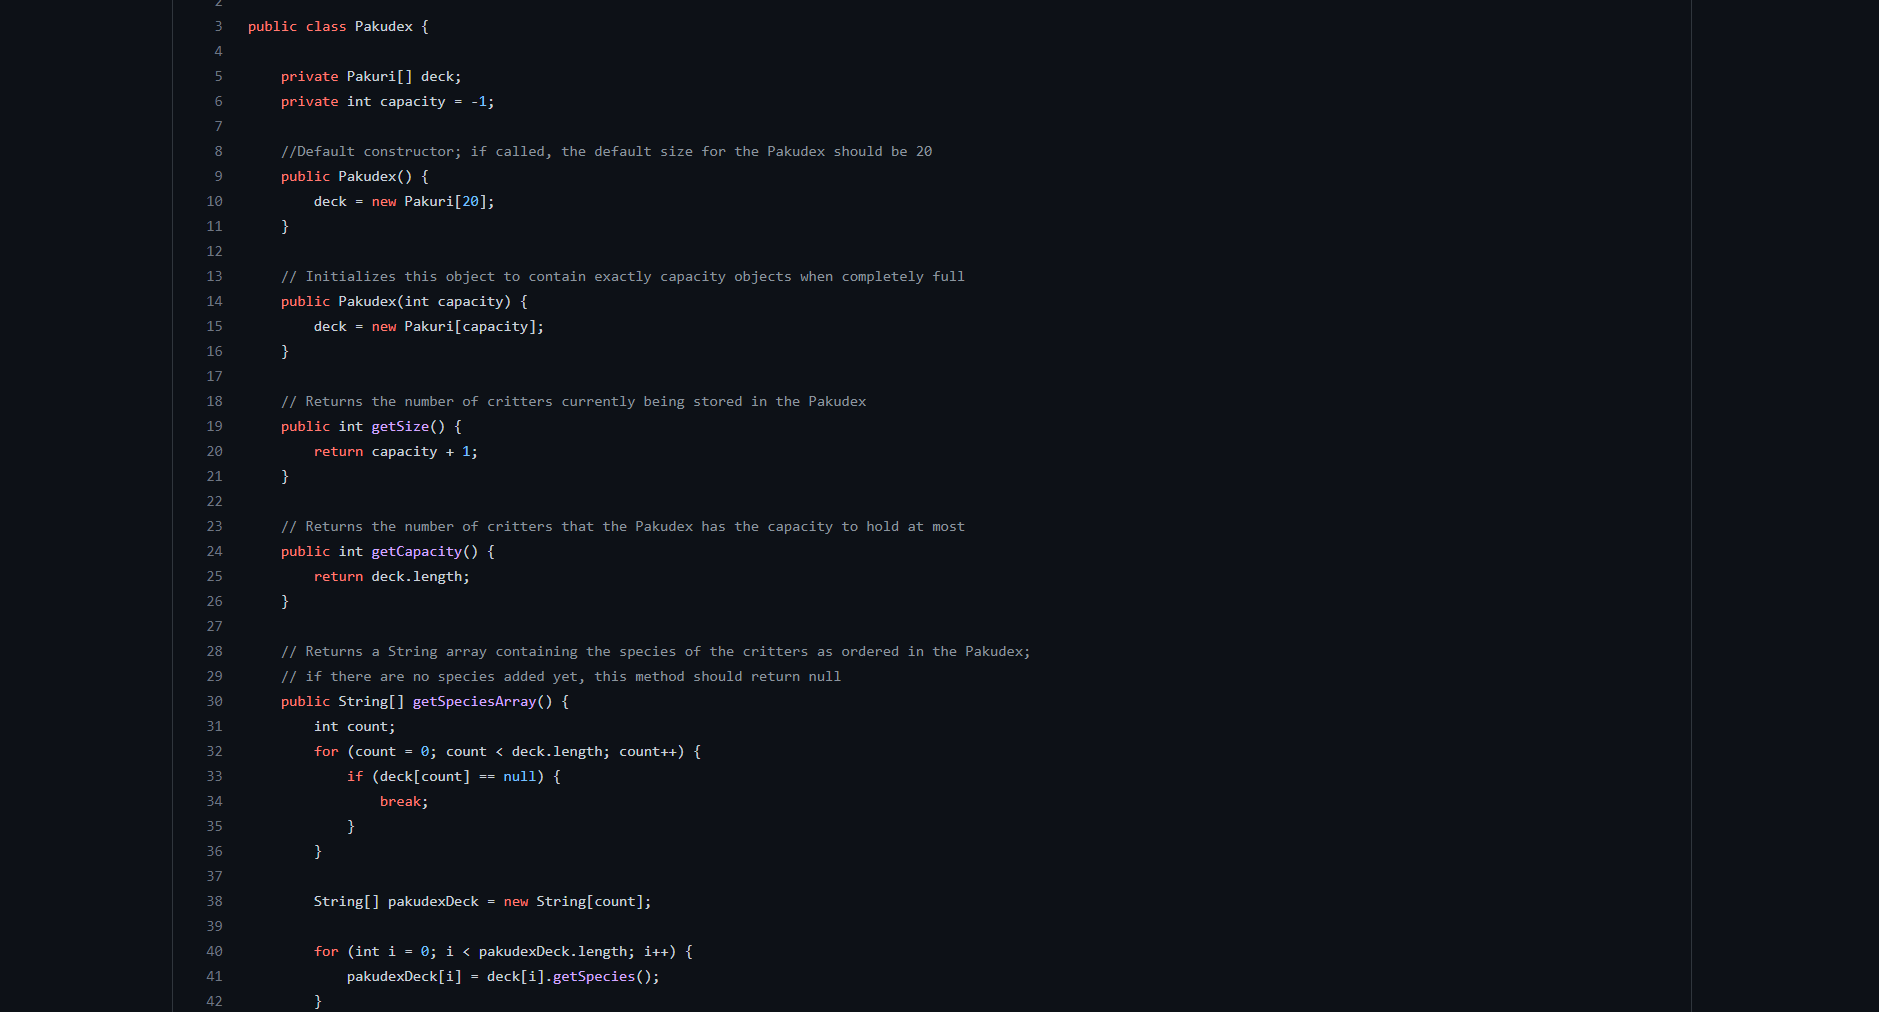 2
3 public class Pakudex {
4
5     private Pakuri[] deck;
6     private int capacity = -1;
7
8     //Default constructor; if called, the default size for the Pakudex should be 20
9     public Pakudex() {
10         deck = new Pakuri[20];
11     }
12
13     // Initializes this object to contain exactly capacity objects when completely full
14     public Pakudex(int capacity) {
15         deck = new Pakuri[capacity];
16     }
17
18     // Returns the number of critters currently being stored in the Pakudex
19     public int getSize() {
20         return capacity + 1;
21     }
22
23     // Returns the number of critters that the Pakudex has the capacity to hold at most
24     public int getCapacity() {
25         return deck.length;
26     }
27
28     // Returns a String array containing the species of the critters as ordered in the Pakudex;
29     // if there are no species added yet, this method should return null
30     public String[] getSpeciesArray() {
31         int count;
32         for (count = 0; count < deck.length; count++) {
33             if (deck[count] == null) {
34                 break;
35             }
36         }
37
38         String[] pakudexDeck = new String[count];
39
40         for (int i = 0; i < pakudexDeck.length; i++) {
41             pakudexDeck[i] = deck[i].getSpecies();
42         }